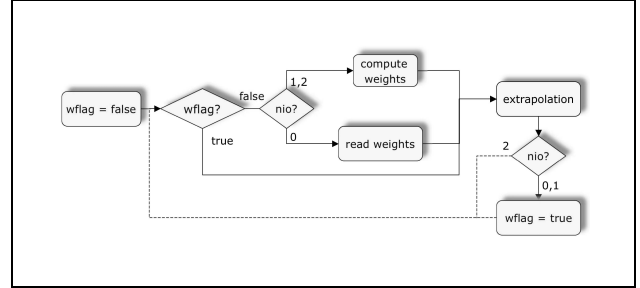 compute
weights
1,2
extrapolation
false
wflag = false
wflag?
nio?
0
read weights
true
2
nio?
0,1
wflag = true